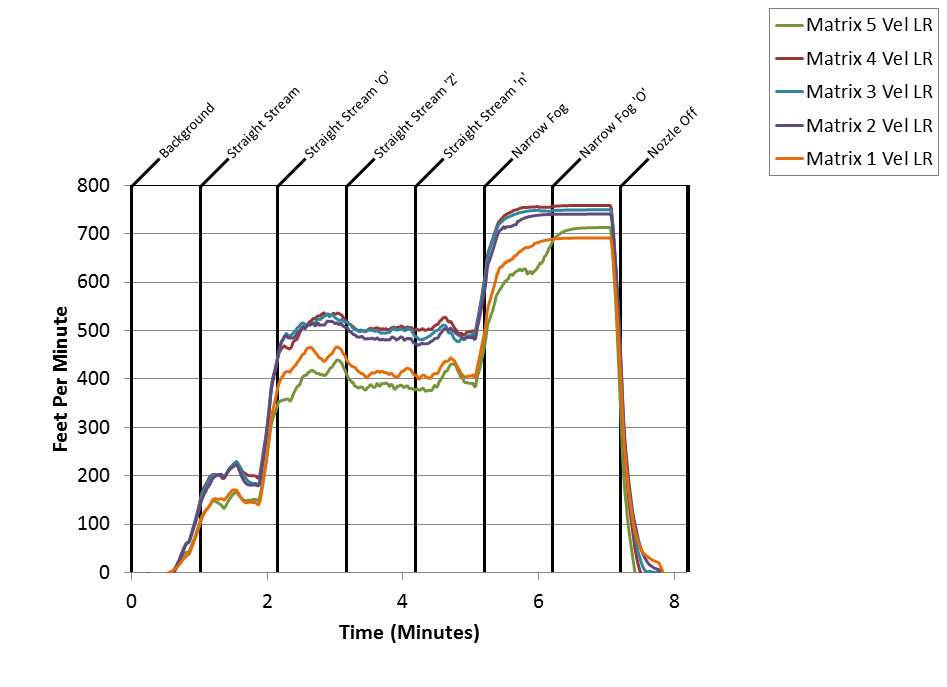 Matrix 5 Vel LR
Matrix 4 Vel LR
Matrix 3 Vel LR
Matrix 2 Vel LR
Matrix 1 Vel LR
Background
Straight Stream
Straight Stream 'O'
Straight Stream 'Z'
Straight Stream 'n'
Narrow Fog
Narrow Fog 'O'
Nozzle Off
Feet Per Minute
800
700
600
500
400
300
200
100
0
0 2 4 6 8
Time (Minutes)